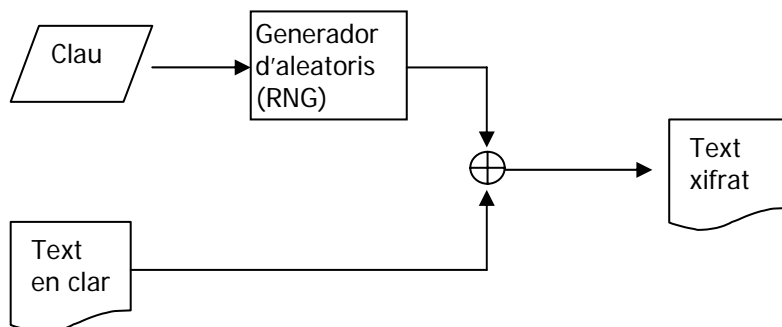 Clau
Generador
d'aleatoris
(RNG)
Text
xifrat
Text
en clar